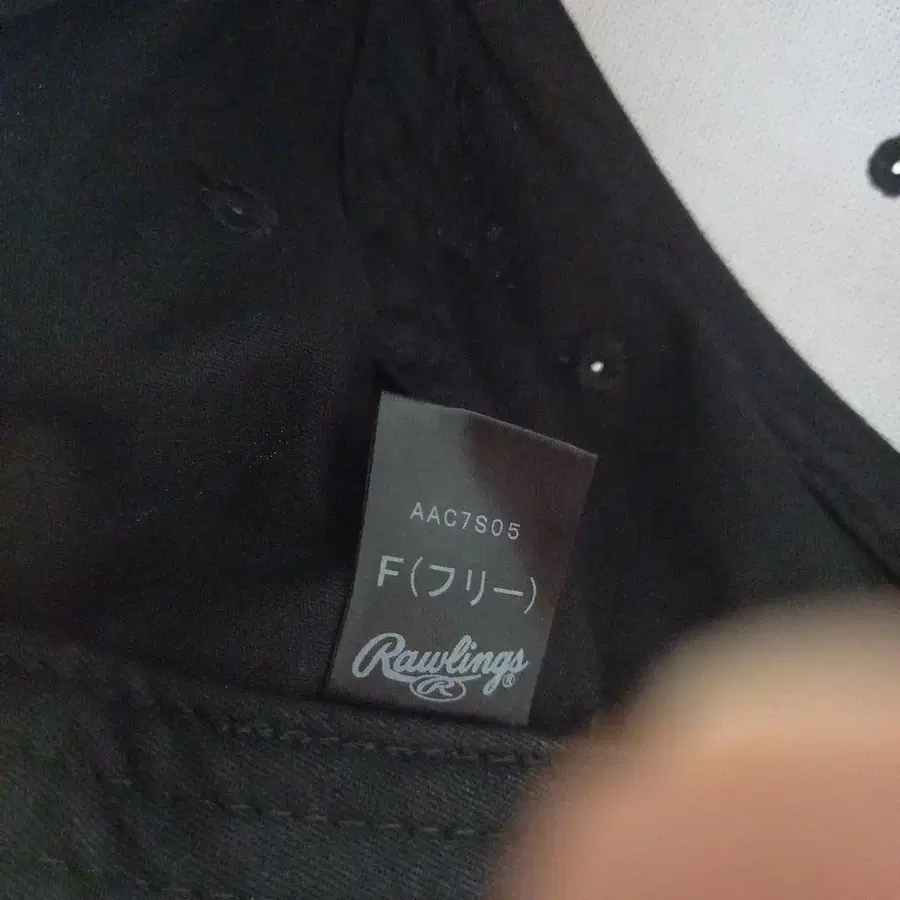 AAC7S05
F(フリー)
Rawlings®
R